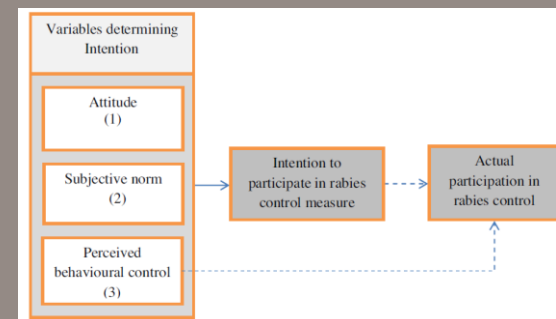 Variables determining
Intention
Attitude
(1)
Subjective norm
(2)
Perceived
behavioural control
(3)
Intention to
participate in rabies
control measure
Actual
participation in
rabies control